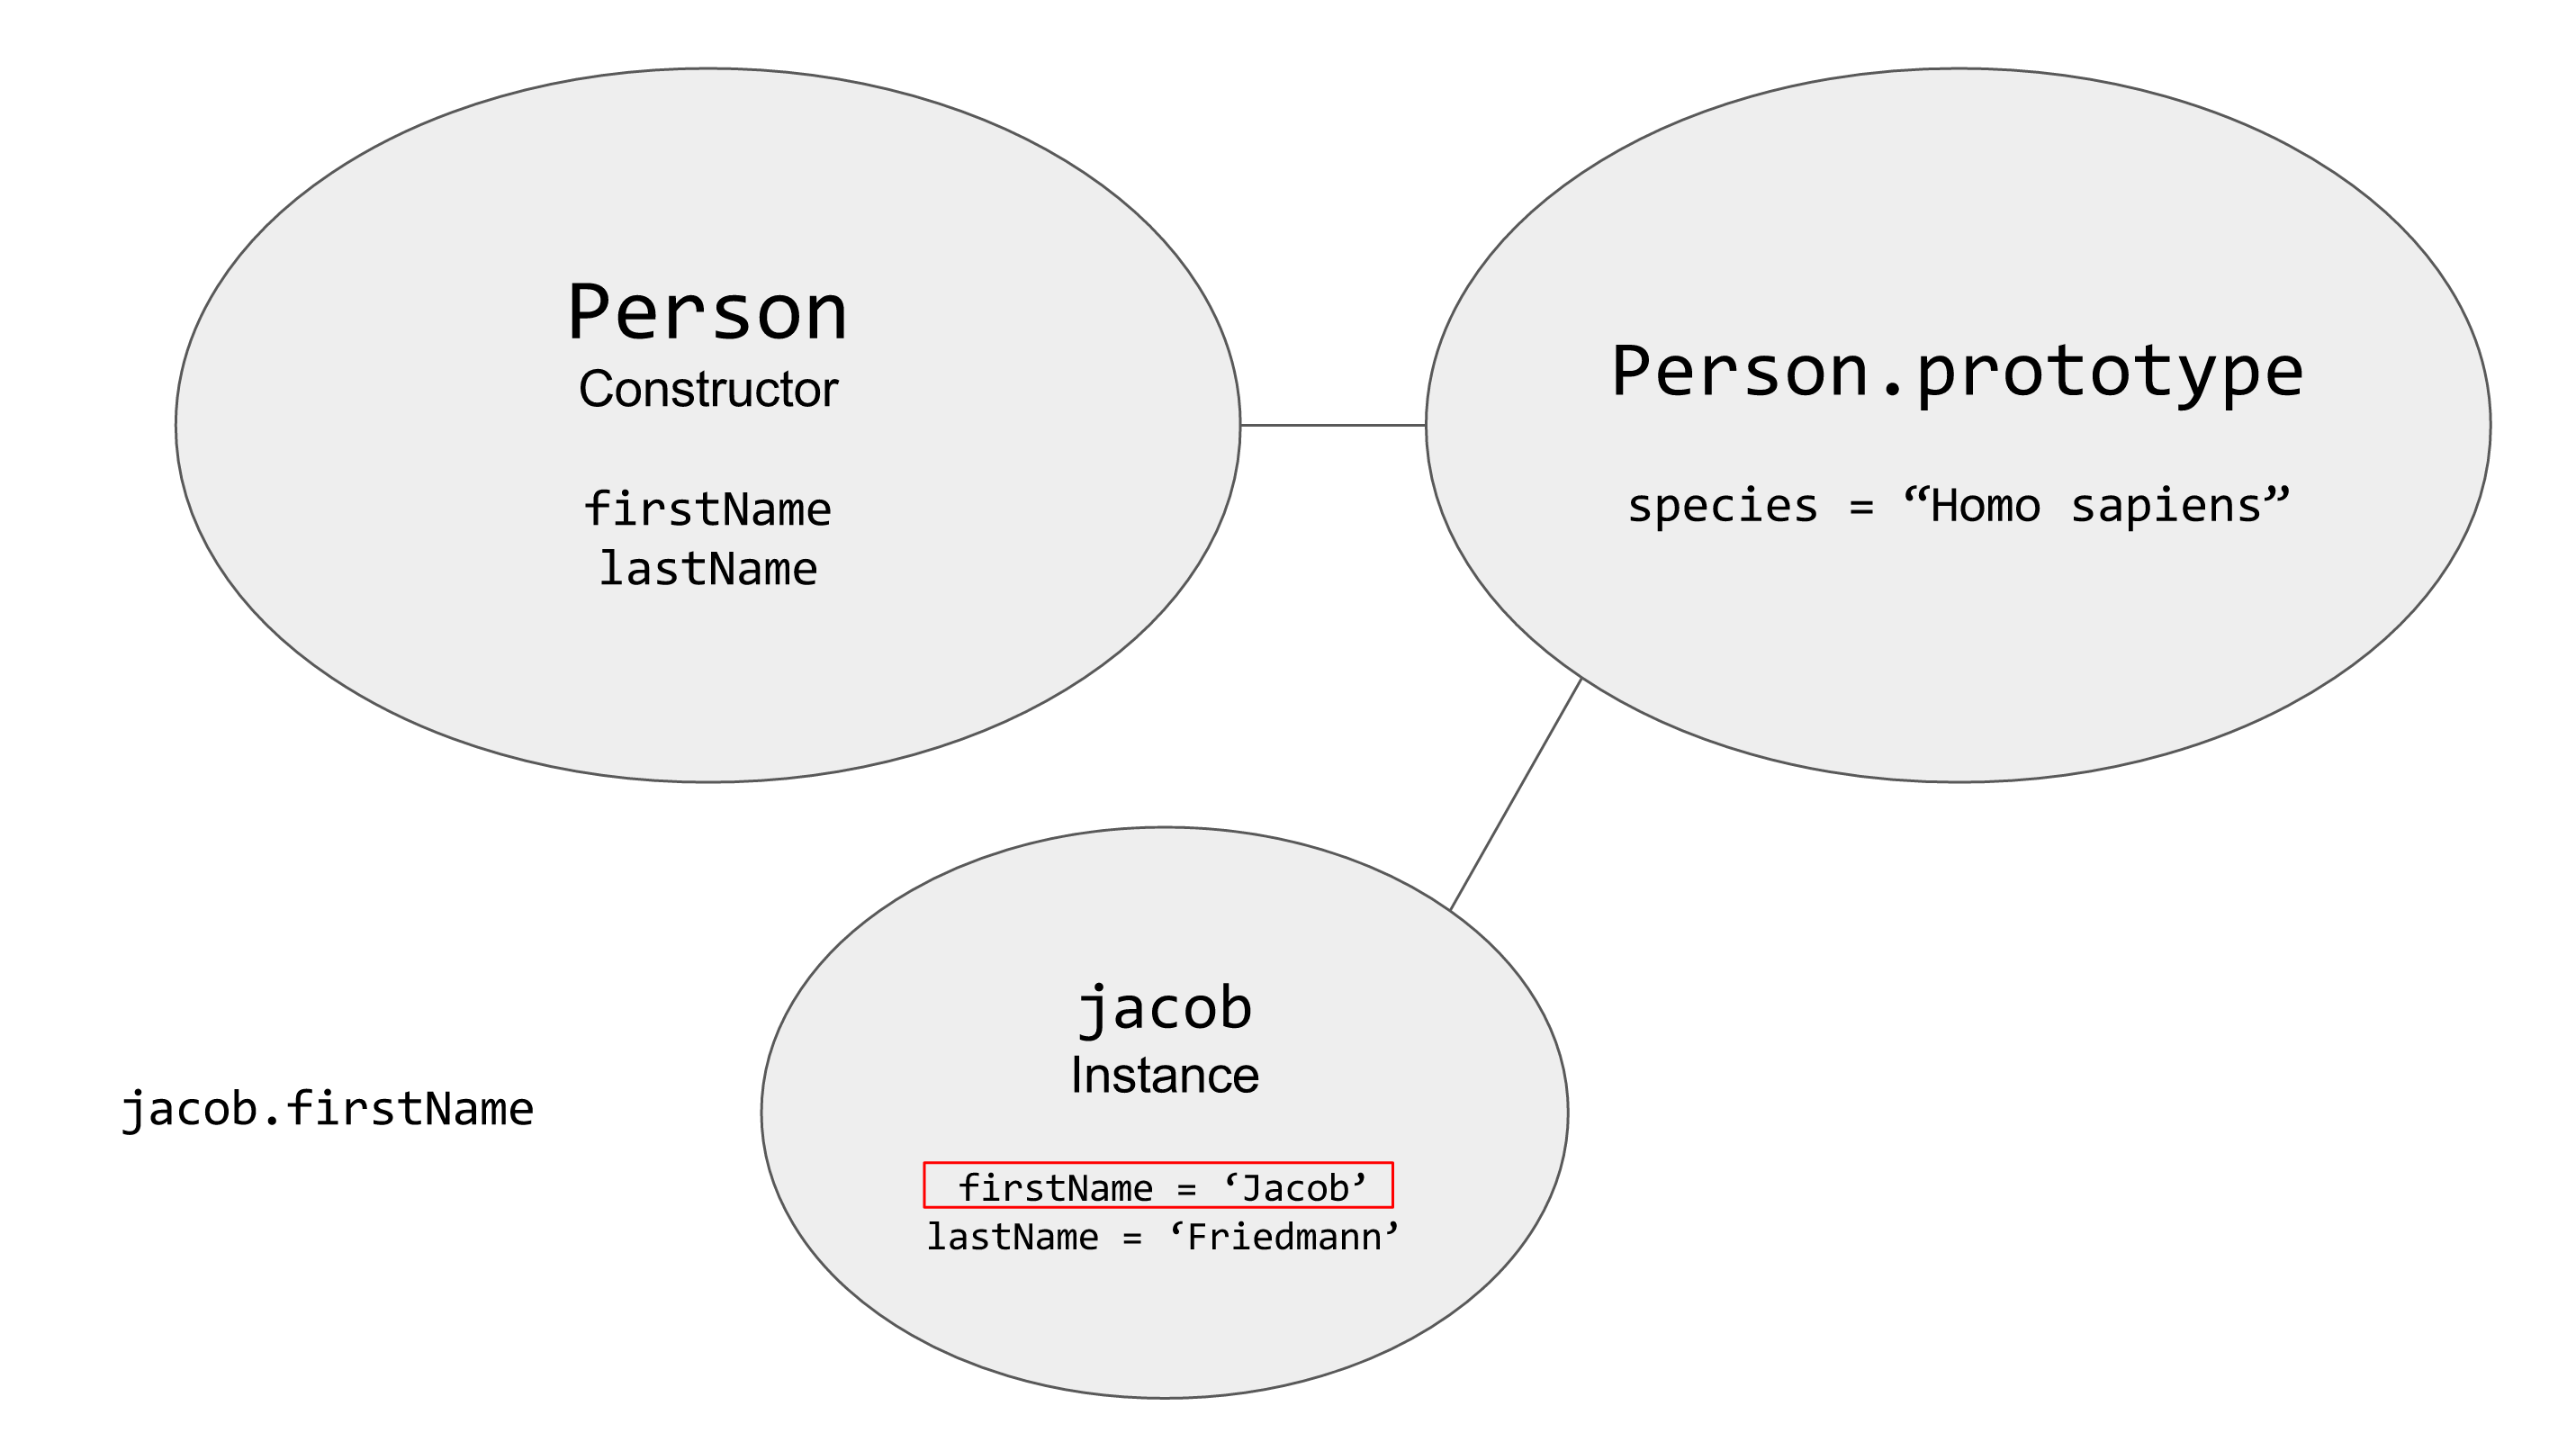 Person
Constructor
firstName
lastName
Person.prototype
species = “Homo sapiens”
jacob
Instance
firstName = ‘Jacob’
lastName = ‘Friedmann’
jacob.firstName